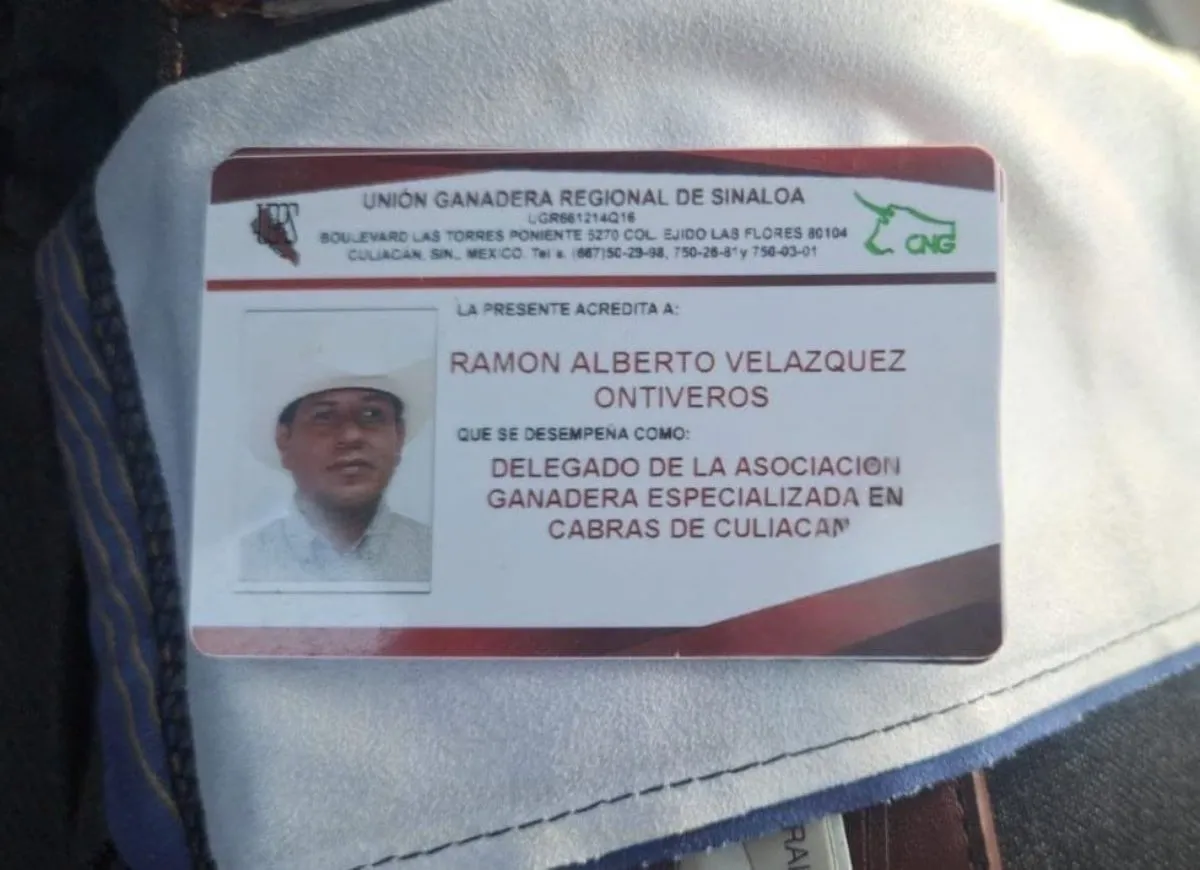 UNIÓN GANADERA REGIONAL DE SINALOA
UGR661214Q16
BOULEVARD LAS TORRES PONIENTE 5270 COL. EJIDO LAS FLORES 80104
CULIACAN, SIN., MEXICO. Tel s. (667)50-29-98, 750-26-81 y 750-03-01
CNG
LA PRESENTE ACREDITA A:
RAMON ALBERTO VELAZQUEZ
ONTIVEROS
QUE SE DESEMPEÑA COMO:
DELEGADO DE LA ASOCIACION
GANADERA ESPECIALIZADA EN
CABRAS DE CULIACAN
RAI